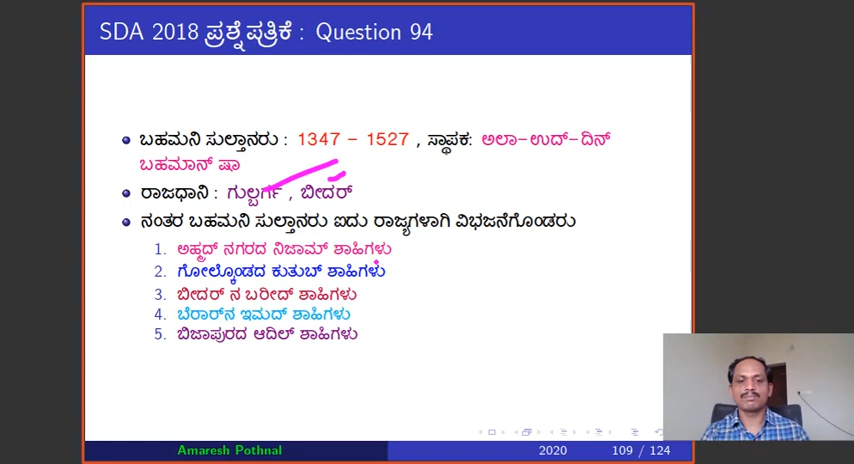 SDA 2018 ಪ್ರಶ್ನೆಪತ್ರಿಕೆ : Question 94
ಬಹಮನಿ ಸುಲ್ತಾನರು : 1347 – 1527 , ಸ್ಥಾಪಕ: ಅಲಾ-ಉದ್-ದಿನ್
ಬಹಮಾನ್ ಷಾ
ರಾಜಧಾನಿ : ಗುಲ್ಬರ್ಗ , ಬೀದರ್
ನಂತರ ಬಹಮನಿ ಸುಲ್ತಾನರು ಐದು ರಾಜ್ಯಗಳಾಗಿ ವಿಭಜನೆಗೊಂಡರು
1. ಅಹ್ಮದ್ ನಗರದ ನಿಜಾಮ್ ಶಾಹಿಗಳು
2. ಗೋಲ್ಕೊಂಡದ ಕುತುಬ್ ಶಾಹಿಗಳು
3. ಬೀದರ್ ನ ಬರೀದ್ ಶಾಹಿಗಳು
4. ಬೆರಾರ್‌ನ ಇಮದ್ ಶಾಹಿಗಳು
5. ಬಿಜಾಪುರದ ಆದಿಲ್ ಶಾಹಿಗಳು
Amaresh Pothnal 2020 109 / 124